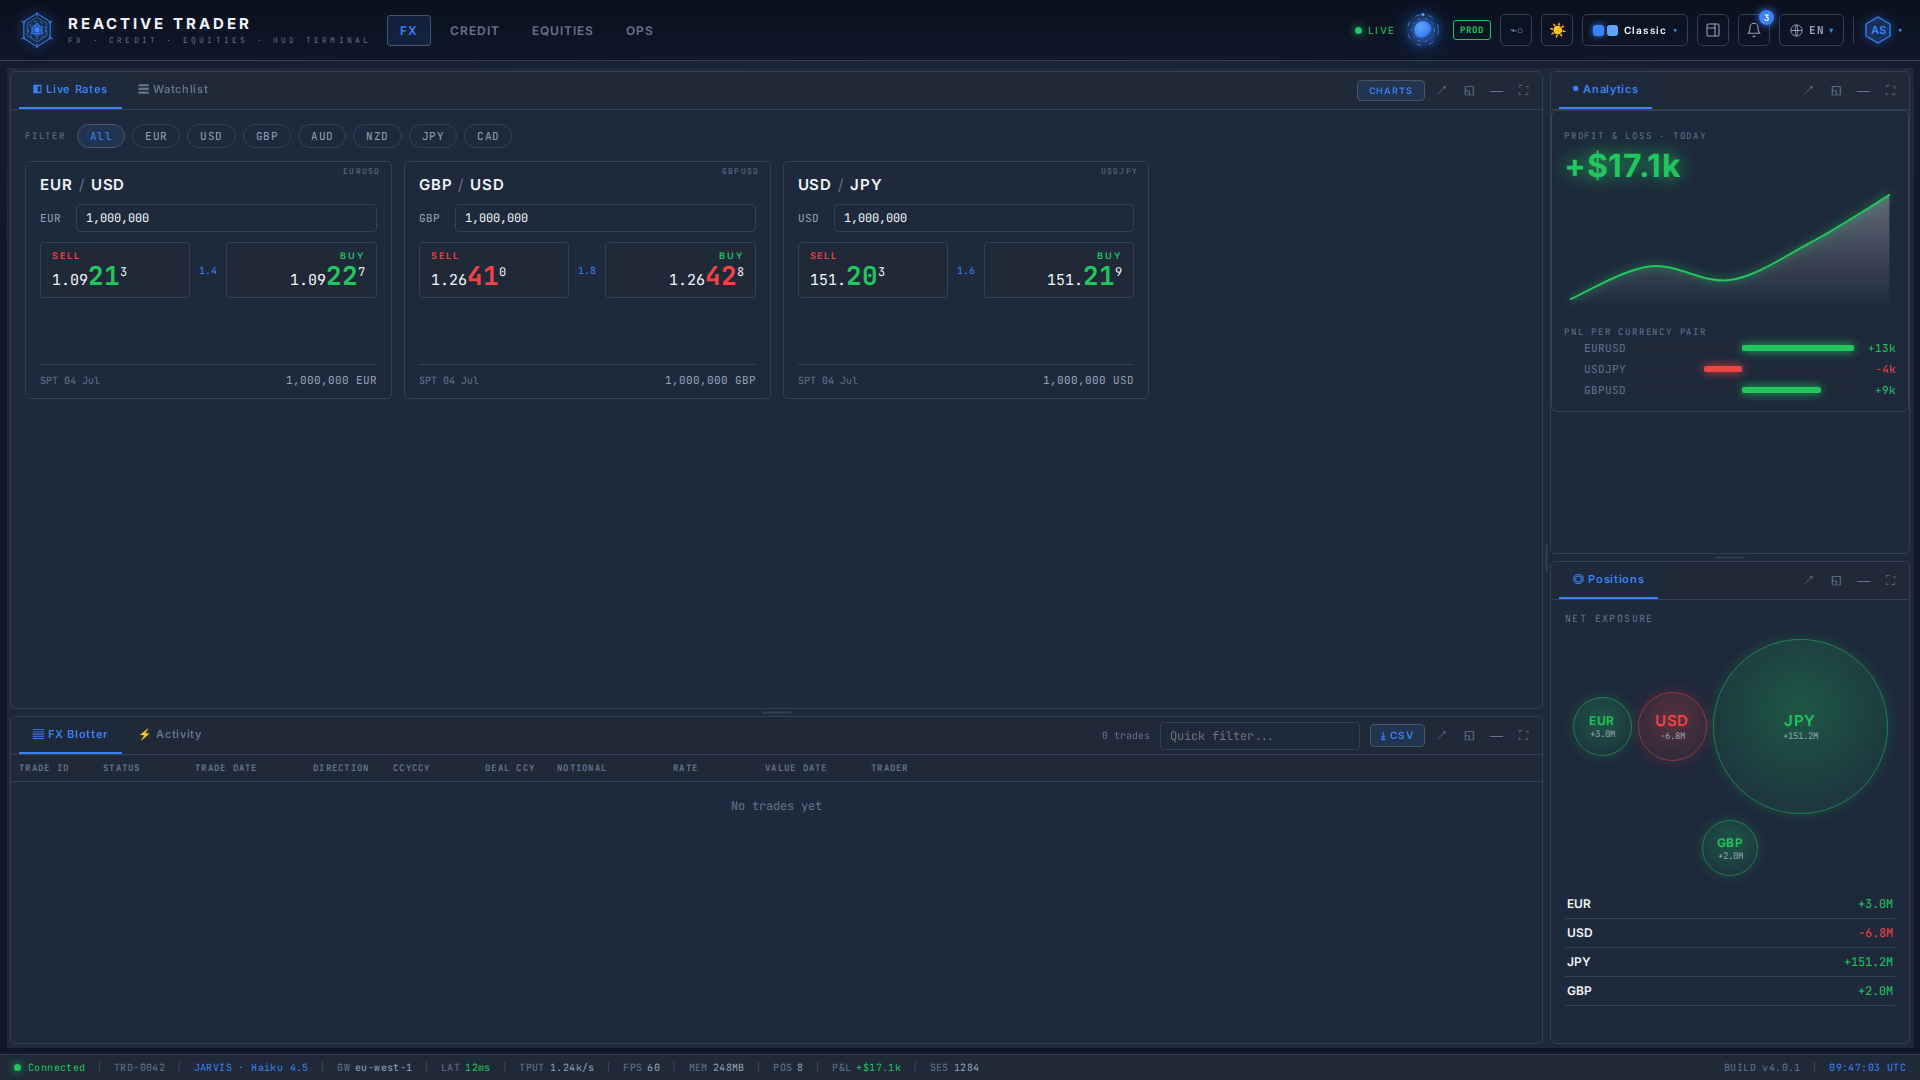 REACTIVE TRADER
FX · CREDIT · EQUITIES · HUD TERMINAL
FX CREDIT EQUITIES OPS
LIVE PROD Classic 3 EN AS
Live Rates Watchlist CHARTS
FILTER All EUR USD GBP AUD NZD JPY CAD
EURUSD
EUR / USD
EUR 1,000,000
SELL 1.09213
1.4
BUY 1.09227
SPT 04 Jul 1,000,000 EUR
GBPUSD
GBP / USD
GBP 1,000,000
SELL 1.26410
1.8
BUY 1.26428
SPT 04 Jul 1,000,000 GBP
USDJPY
USD / JPY
USD 1,000,000
SELL 151.203
1.6
BUY 151.219
SPT 04 Jul 1,000,000 USD
Analytics
PROFIT & LOSS · TODAY
+$17.1k
PNL PER CURRENCY PAIR
EURUSD +13k
USDJPY -4k
GBPUSD +9k
Positions
NET EXPOSURE
EUR +3.0M
USD -6.8M
JPY +151.2M
GBP +2.0M
EUR +3.0M
USD -6.8M
JPY +151.2M
GBP +2.0M
FX Blotter Activity 0 trades Quick filter... CSV
TRADE ID STATUS TRADE DATE DIRECTION CCYCCY DEAL CCY NOTIONAL RATE VALUE DATE TRADER
No trades yet
Connected TRD-0042 JARVIS · Haiku 4.5 GW eu-west-1 LAT 12ms TPUT 1.24k/s FPS 60 MEM 248MB POS 8 P&L +$17.1k SES 1284 BUILD v4.0.1 09:47:03 UTC